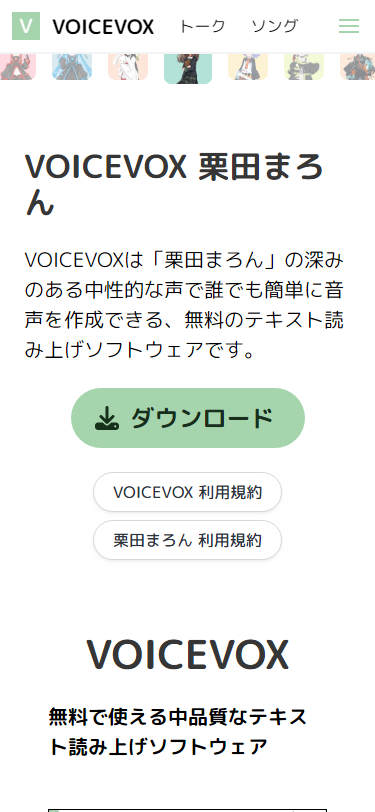 V VOICEVOX トーク ソング
VOICEVOX 栗田まろ
ん
VOICEVOXは「栗田まろん」の深み
のある中性的な声で誰でも簡単に音
声を作成できる、無料のテキスト読
み上げソフトウェアです。
ダウンロード
VOICEVOX 利用規約
栗田まろん 利用規約
VOICEVOX
無料で使える中品質なテキス
ト読み上げソフトウェア